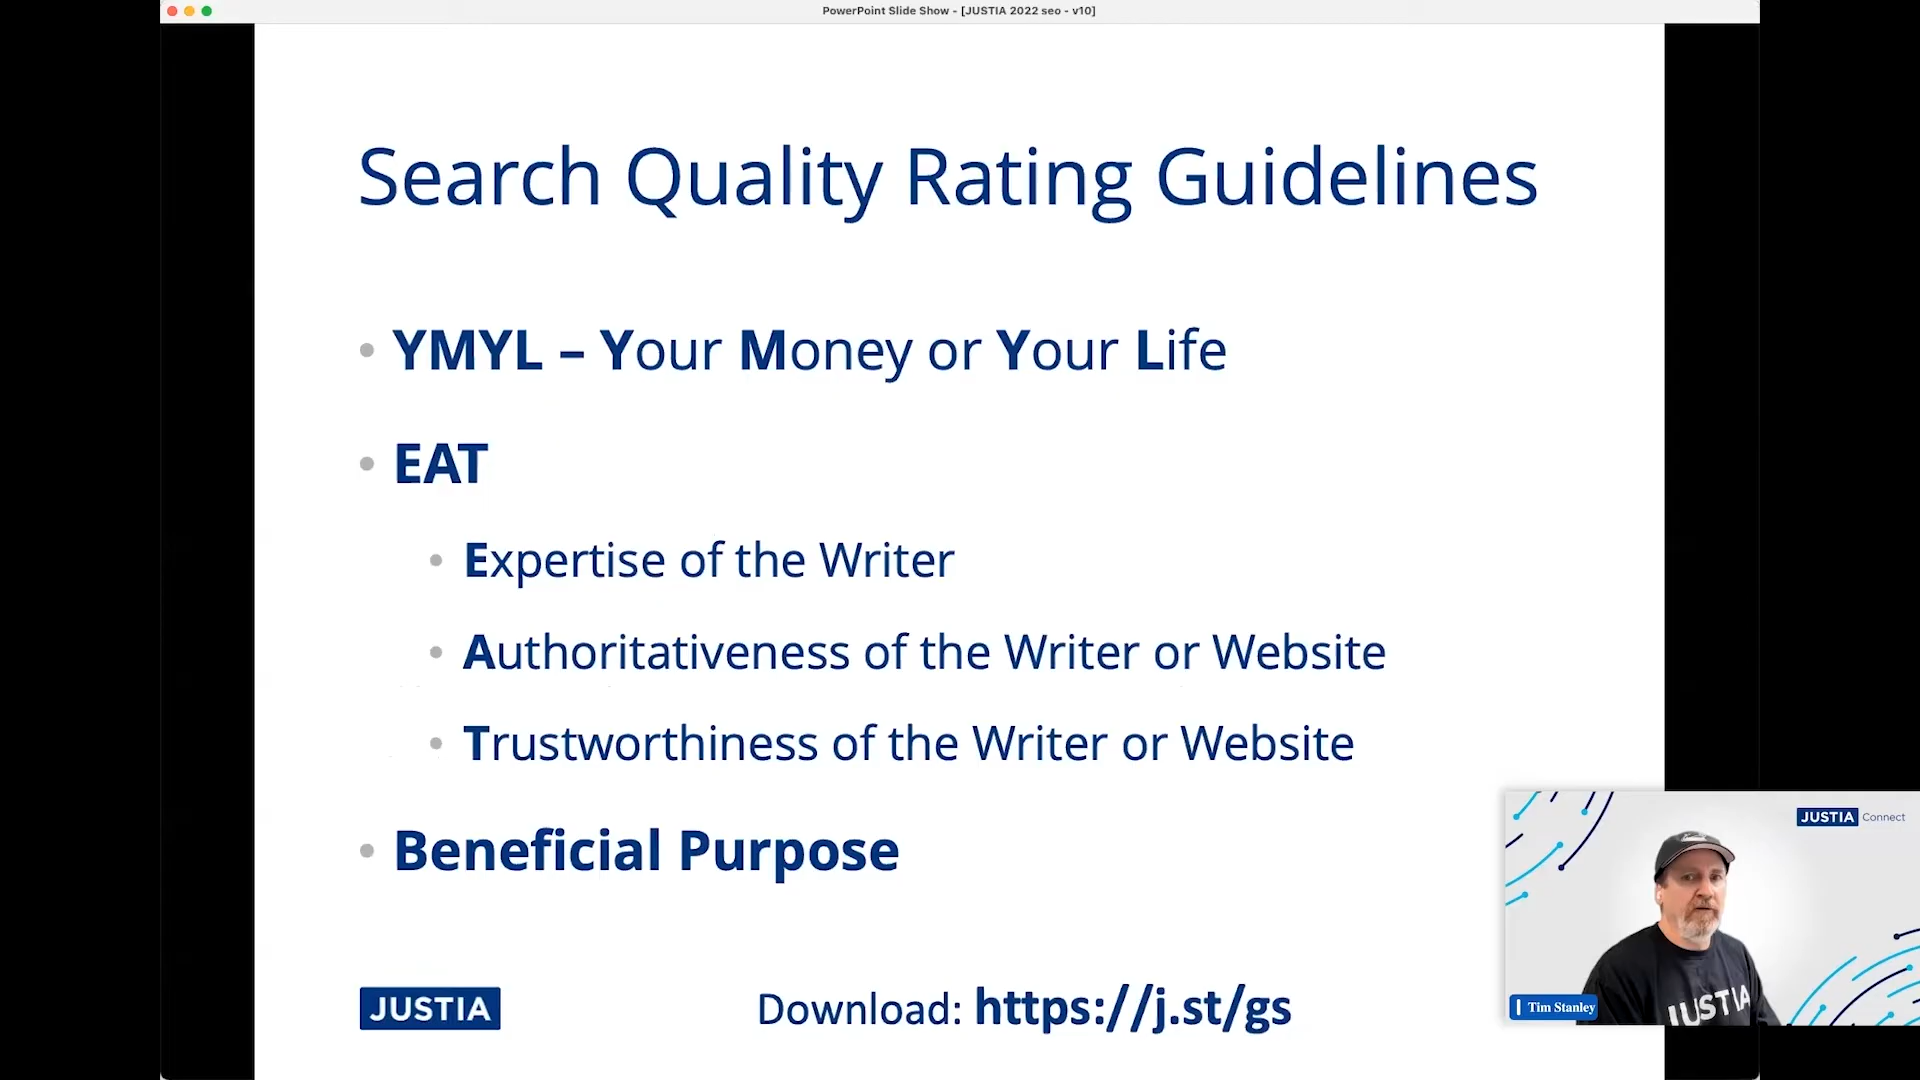 PowerPoint Slide Show - [JUSTIA 2022 seo - v10]
Search Quality Rating Guidelines
• YMYL – Your Money or Your Life
• EAT
• Expertise of the Writer
• Authoritativeness of the Writer or Website
• Trustworthiness of the Writer or Website
• Beneficial Purpose
JUSTIA
Download: https://j.st/gs
JUSTIA Connect
JUSTIA
Tim Stanley